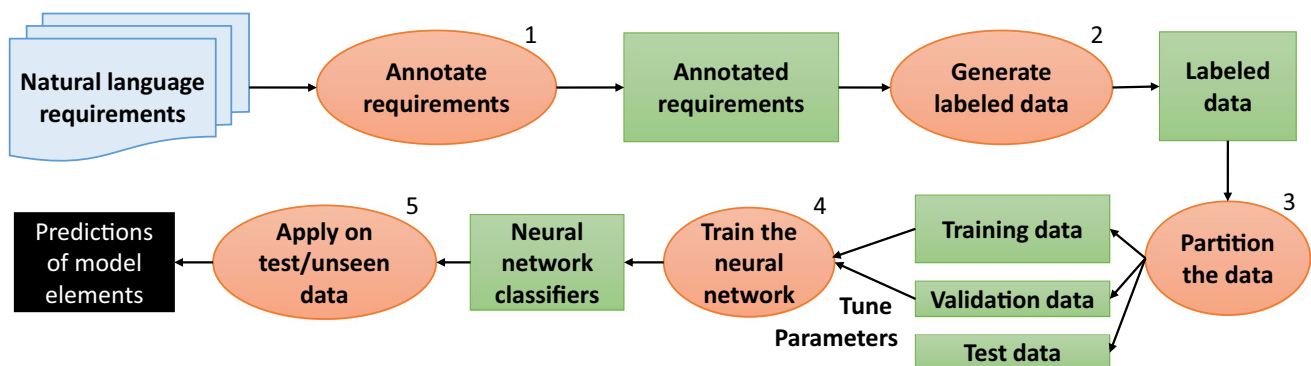 1
2
Natural language
requirements
Annotate
requirements
Annotated
requirements
Generate
labeled data
Labeled
data
5
4
3
Predictions
of model
elements
Apply on
test/unseen
data
Neural
network
classifiers
Train the
neural
network
Training data
Validation data
Test data
Tune
Parameters
Partition
the data